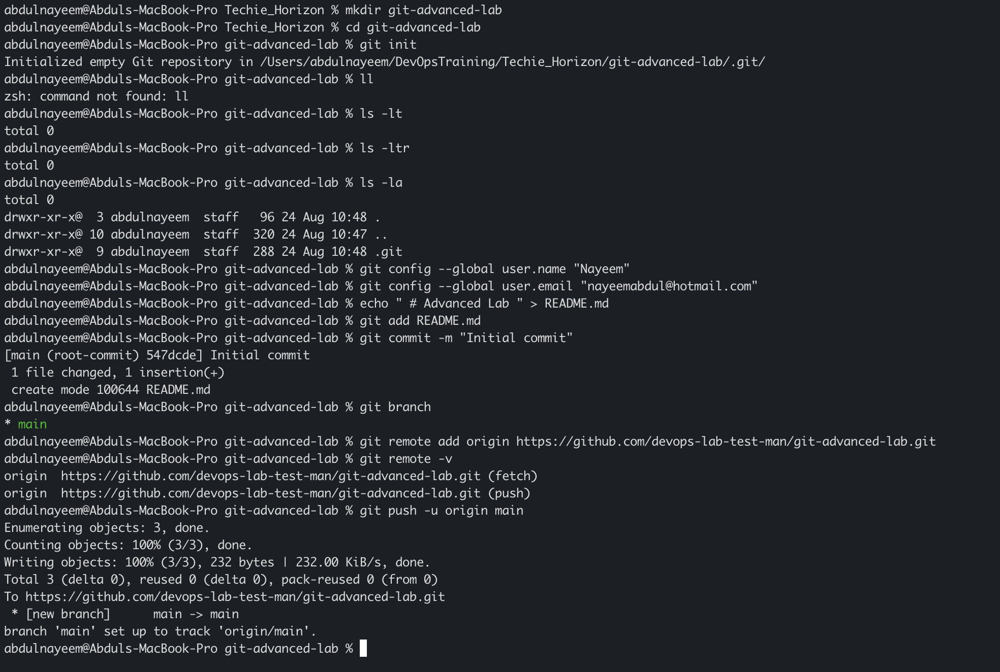 abdulnayeem@Abduls-MacBook-Pro Techie_Horizon % mkdir git-advanced-lab
abdulnayeem@Abduls-MacBook-Pro Techie_Horizon % cd git-advanced-lab
abdulnayeem@Abduls-MacBook-Pro git-advanced-lab % git init
Initialized empty Git repository in /Users/abdulnayeem/DevOpsTraining/Techie_Horizon/git-advanced-lab/.git/
abdulnayeem@Abduls-MacBook-Pro git-advanced-lab % ll
zsh: command not found: ll
abdulnayeem@Abduls-MacBook-Pro git-advanced-lab % ls -lt
total 0
abdulnayeem@Abduls-MacBook-Pro git-advanced-lab % ls -ltr
total 0
abdulnayeem@Abduls-MacBook-Pro git-advanced-lab % ls -la
total 0
drwxr-xr-x@  3 abdulnayeem  staff   96 24 Aug 10:48 .
drwxr-xr-x@ 10 abdulnayeem  staff  320 24 Aug 10:47 ..
drwxr-xr-x@  9 abdulnayeem  staff  288 24 Aug 10:48 .git
abdulnayeem@Abduls-MacBook-Pro git-advanced-lab % git config --global user.name "Nayeem"
abdulnayeem@Abduls-MacBook-Pro git-advanced-lab % git config --global user.email "nayeemabdul@hotmail.com"
abdulnayeem@Abduls-MacBook-Pro git-advanced-lab % echo " # Advanced Lab " > README.md
abdulnayeem@Abduls-MacBook-Pro git-advanced-lab % git add README.md
abdulnayeem@Abduls-MacBook-Pro git-advanced-lab % git commit -m "Initial commit"
[main (root-commit) 547dcde] Initial commit
 1 file changed, 1 insertion(+)
 create mode 100644 README.md
abdulnayeem@Abduls-MacBook-Pro git-advanced-lab % git branch
* main
abdulnayeem@Abduls-MacBook-Pro git-advanced-lab % git remote add origin https://github.com/devops-lab-test-man/git-advanced-lab.git
abdulnayeem@Abduls-MacBook-Pro git-advanced-lab % git remote -v
origin  https://github.com/devops-lab-test-man/git-advanced-lab.git (fetch)
origin  https://github.com/devops-lab-test-man/git-advanced-lab.git (push)
abdulnayeem@Abduls-MacBook-Pro git-advanced-lab % git push -u origin main
Enumerating objects: 3, done.
Counting objects: 100% (3/3), done.
Writing objects: 100% (3/3), 232 bytes | 232.00 KiB/s, done.
Total 3 (delta 0), reused 0 (delta 0), pack-reused 0 (from 0)
To https://github.com/devops-lab-test-man/git-advanced-lab.git
 * [new branch]      main -> main
branch 'main' set up to track 'origin/main'.
abdulnayeem@Abduls-MacBook-Pro git-advanced-lab %